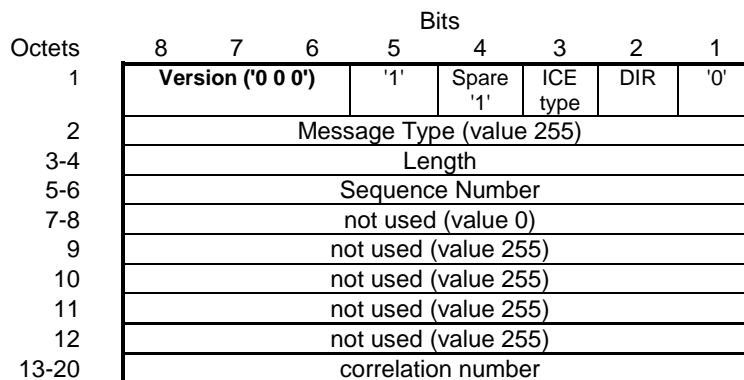 Bits
Octets 8 7 6 5 4 3 2 1
1 Version ('0 0 0') '1' Spare '1' ICE type DIR '0'
2 Message Type (value 255)
3-4 Length
5-6 Sequence Number
7-8 not used (value 0)
9 not used (value 255)
10 not used (value 255)
11 not used (value 255)
12 not used (value 255)
13-20 correlation number